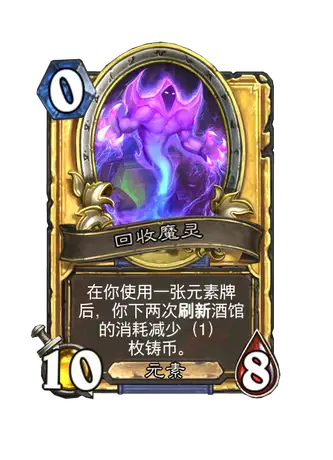 0
回收魔灵
在你使用一张元素牌
后，你下两次刷新酒馆
的消耗减少（1）
枚铸币。
10
元素
8